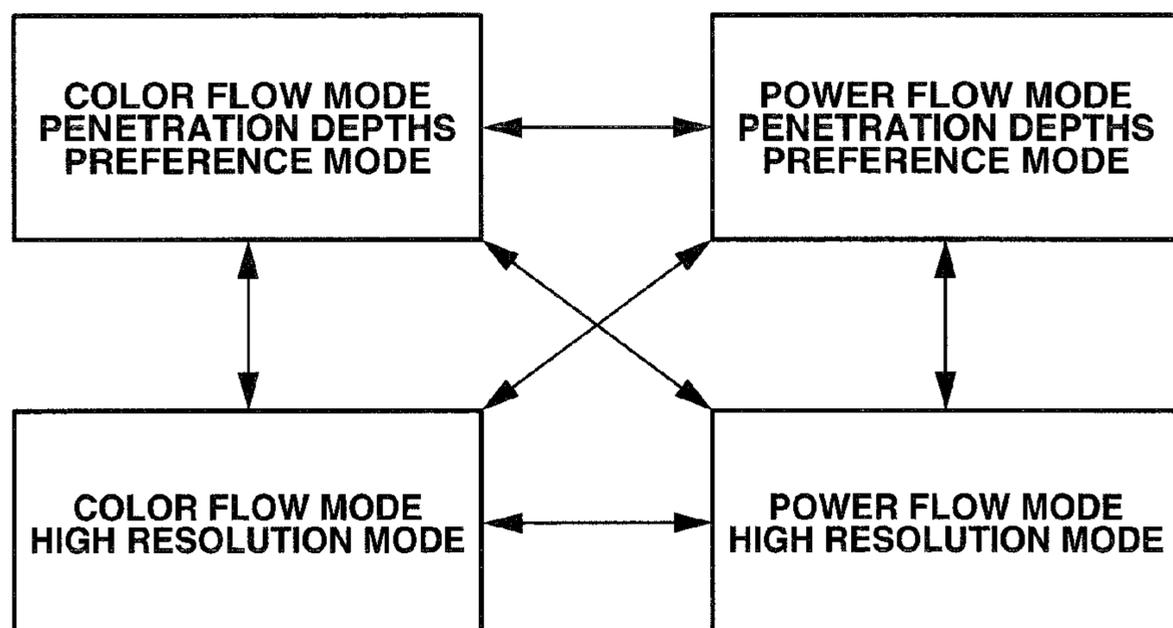 COLOR FLOW MODE
PENETRATION DEPTHS
PREFERENCE MODE
POWER FLOW MODE
PENETRATION DEPTHS
PREFERENCE MODE
COLOR FLOW MODE
HIGH RESOLUTION MODE
POWER FLOW MODE
HIGH RESOLUTION MODE